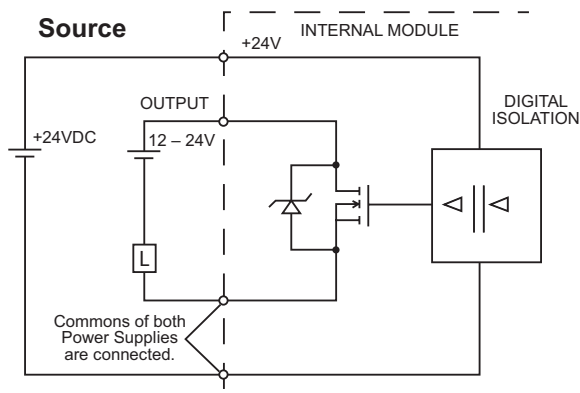 Source
INTERNAL MODULE
+24V
OUTPUT
DIGITAL
ISOLATION
+24VDC
12 – 24V
L
Commons of both
Power Supplies
are connected.